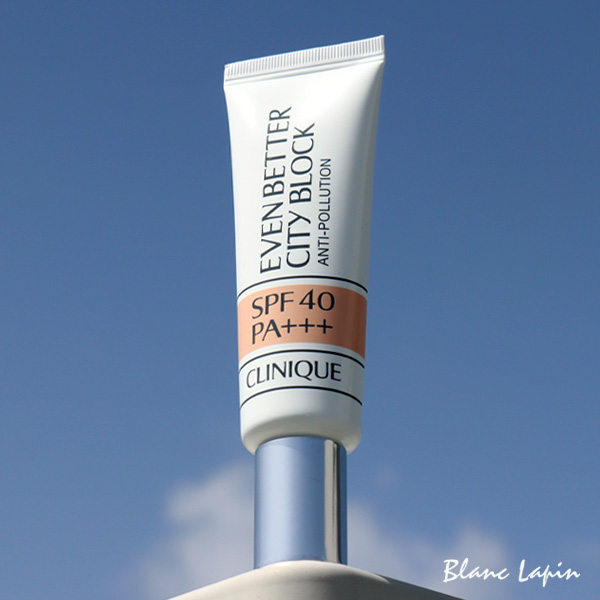 EVEN BETTER
CITY BLOCK
ANTI-POLLUTION
SPF 40
PA+++
CLINIQUE
Blanc Lapin